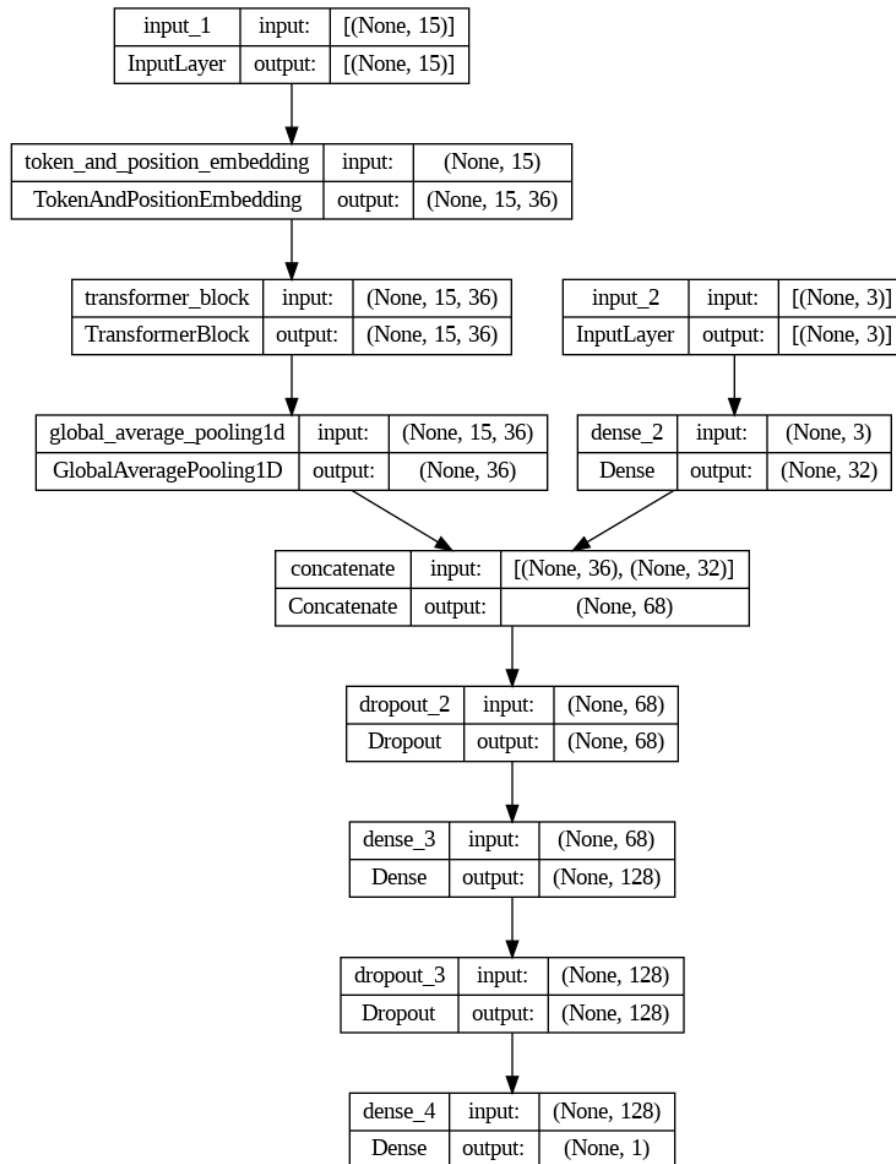 input_1 input: [(None, 15)]
InputLayer output: [(None, 15)]
token_and_position_embedding input: (None, 15)
TokenAndPositionEmbedding output: (None, 15, 36)
transformer_block input: (None, 15, 36)
TransformerBlock output: (None, 15, 36)
input_2 input: [(None, 3)]
InputLayer output: [(None, 3)]
global_average_pooling1d input: (None, 15, 36)
GlobalAveragePooling1D output: (None, 36)
dense_2 input: (None, 3)
Dense output: (None, 32)
concatenate input: [(None, 36), (None, 32)]
Concatenate output: (None, 68)
dropout_2 input: (None, 68)
Dropout output: (None, 68)
dense_3 input: (None, 68)
Dense output: (None, 128)
dropout_3 input: (None, 128)
Dropout output: (None, 128)
dense_4 input: (None, 128)
Dense output: (None, 1)